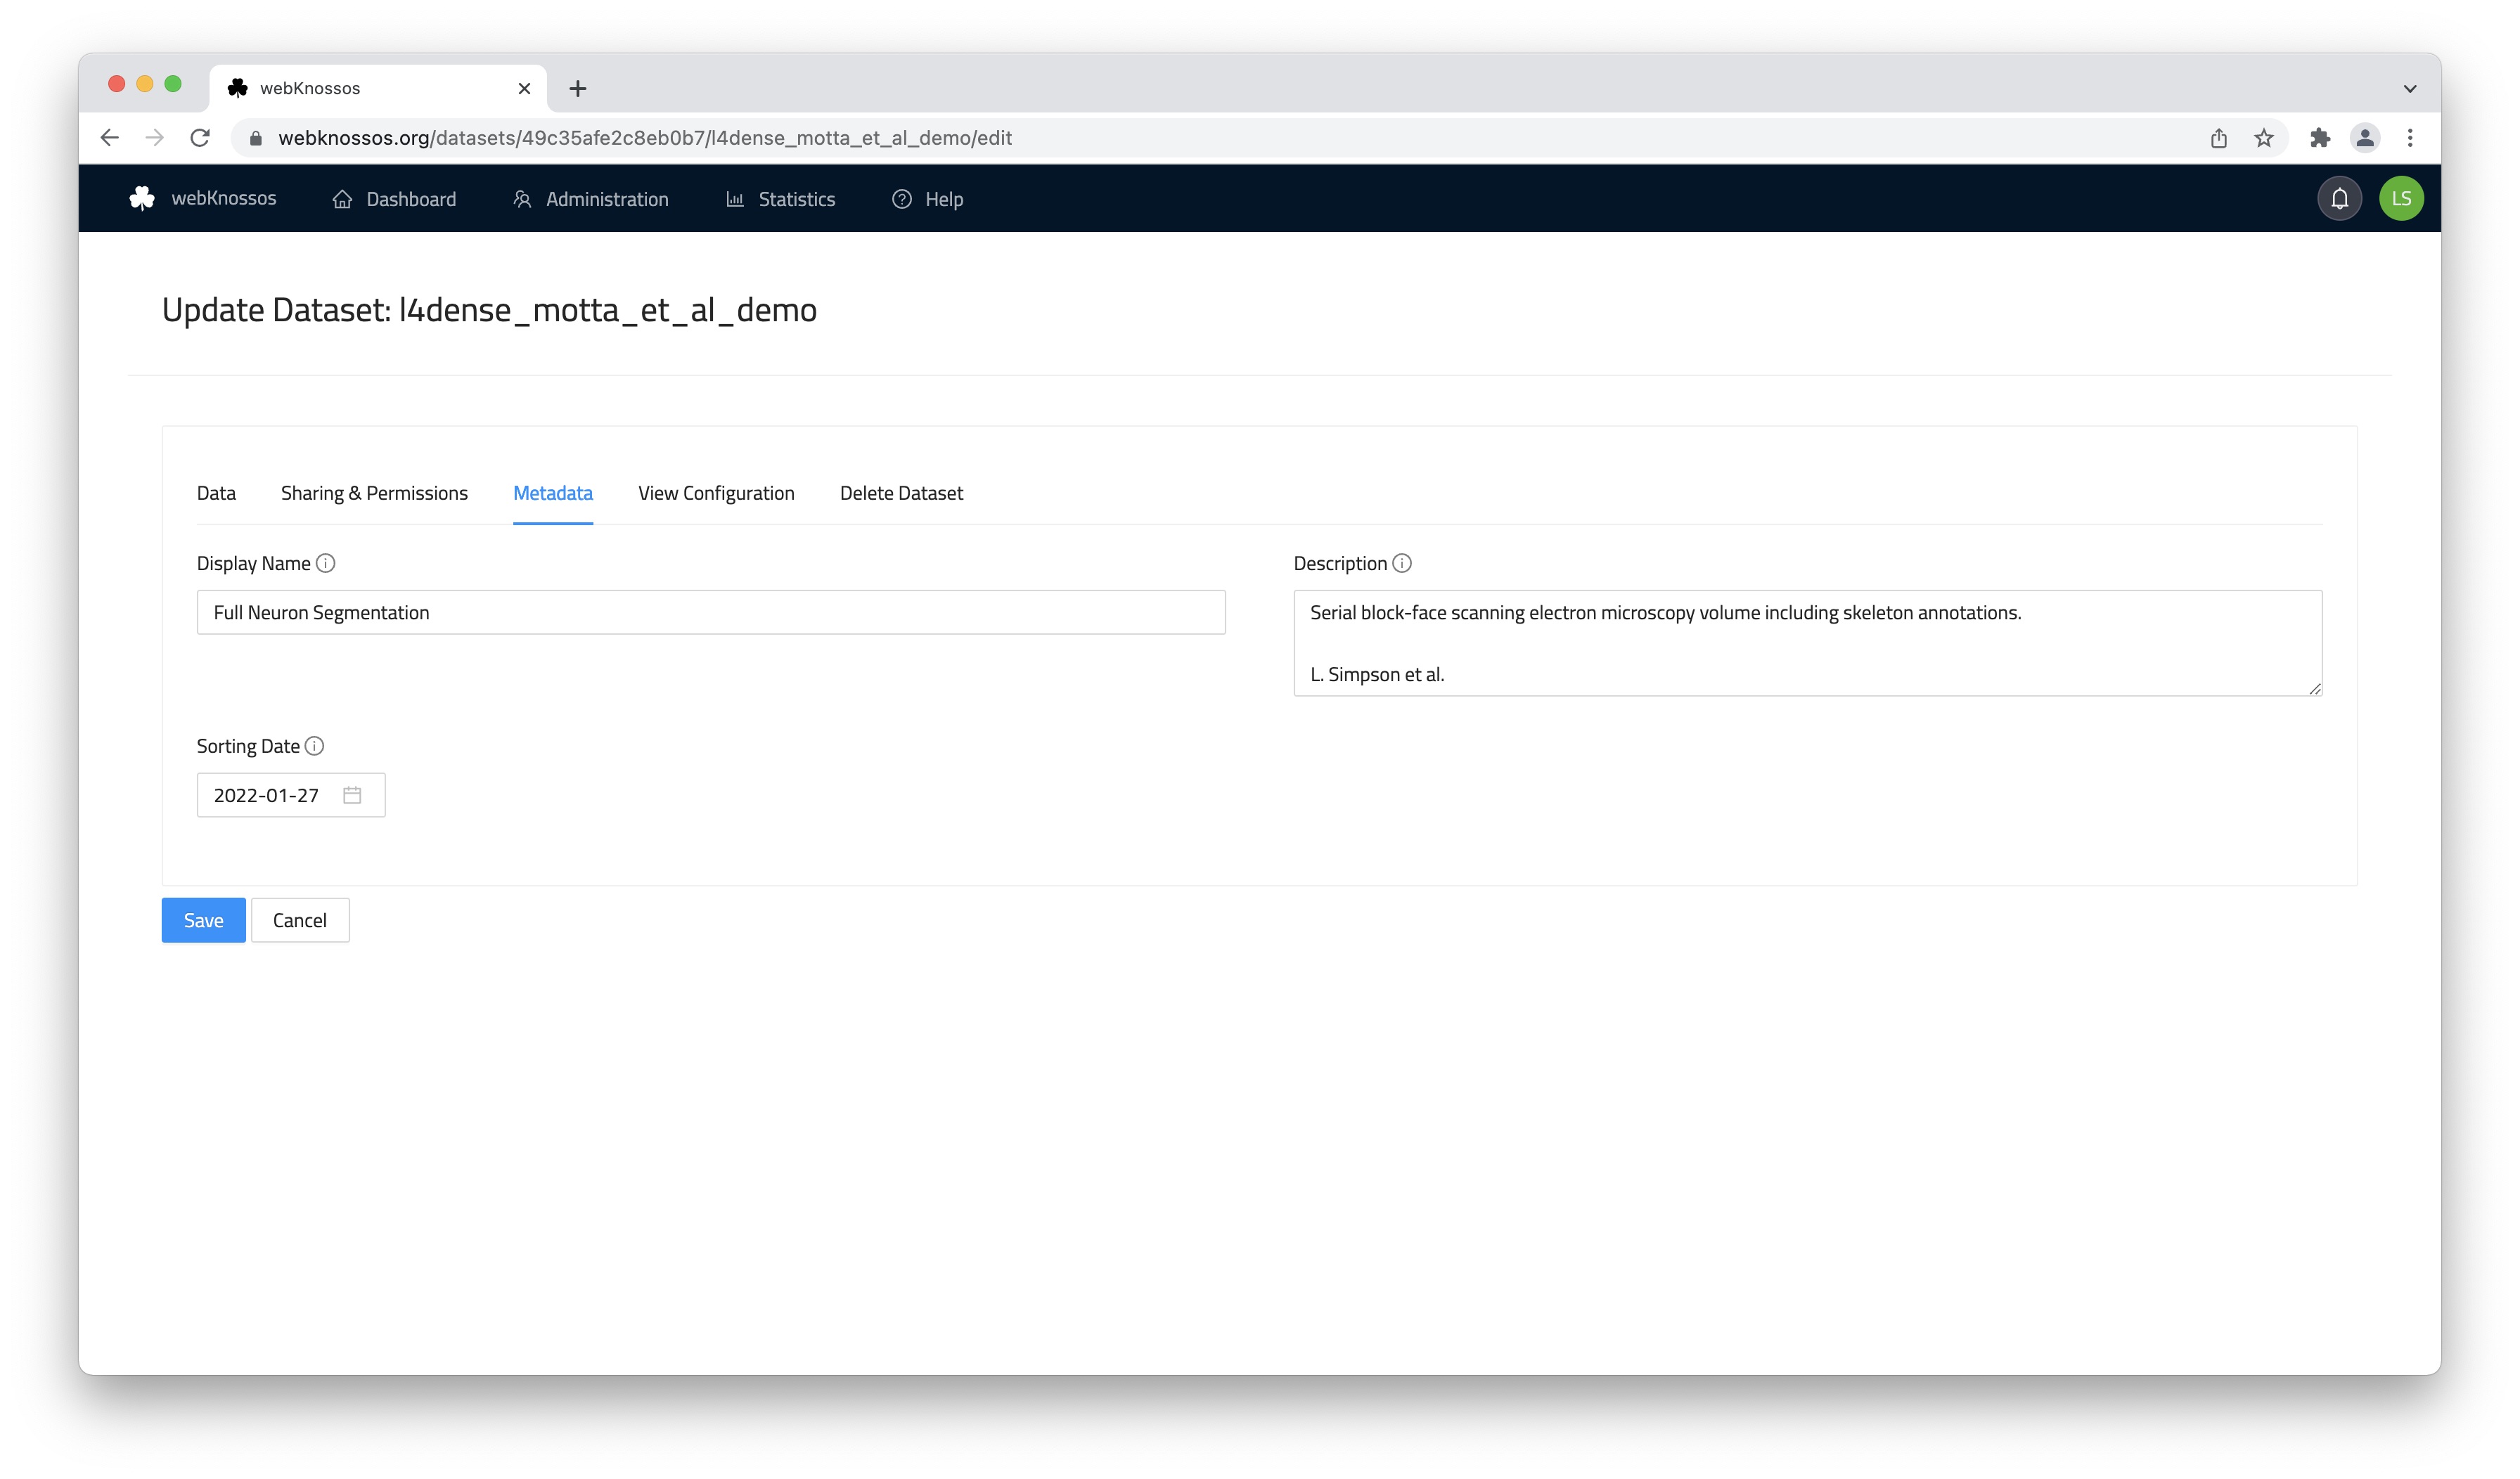 webKnossos
webknossos.org/datasets/49c35afe2c8eb0b7/l4dense_motta_et_al_demo/edit
webKnossos Dashboard Administration Statistics Help LS
Update Dataset: l4dense_motta_et_al_demo
Data Sharing & Permissions Metadata View Configuration Delete Dataset
Display Name
Full Neuron Segmentation
Description
Serial block-face scanning electron microscopy volume including skeleton annotations.
L. Simpson et al.
Sorting Date
2022-01-27
Save Cancel